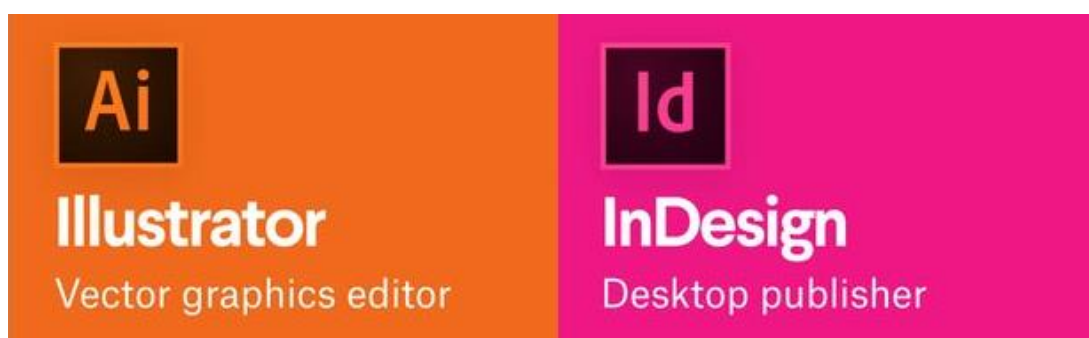 Ai
Illustrator
Vector graphics editor
Id
InDesign
Desktop publisher